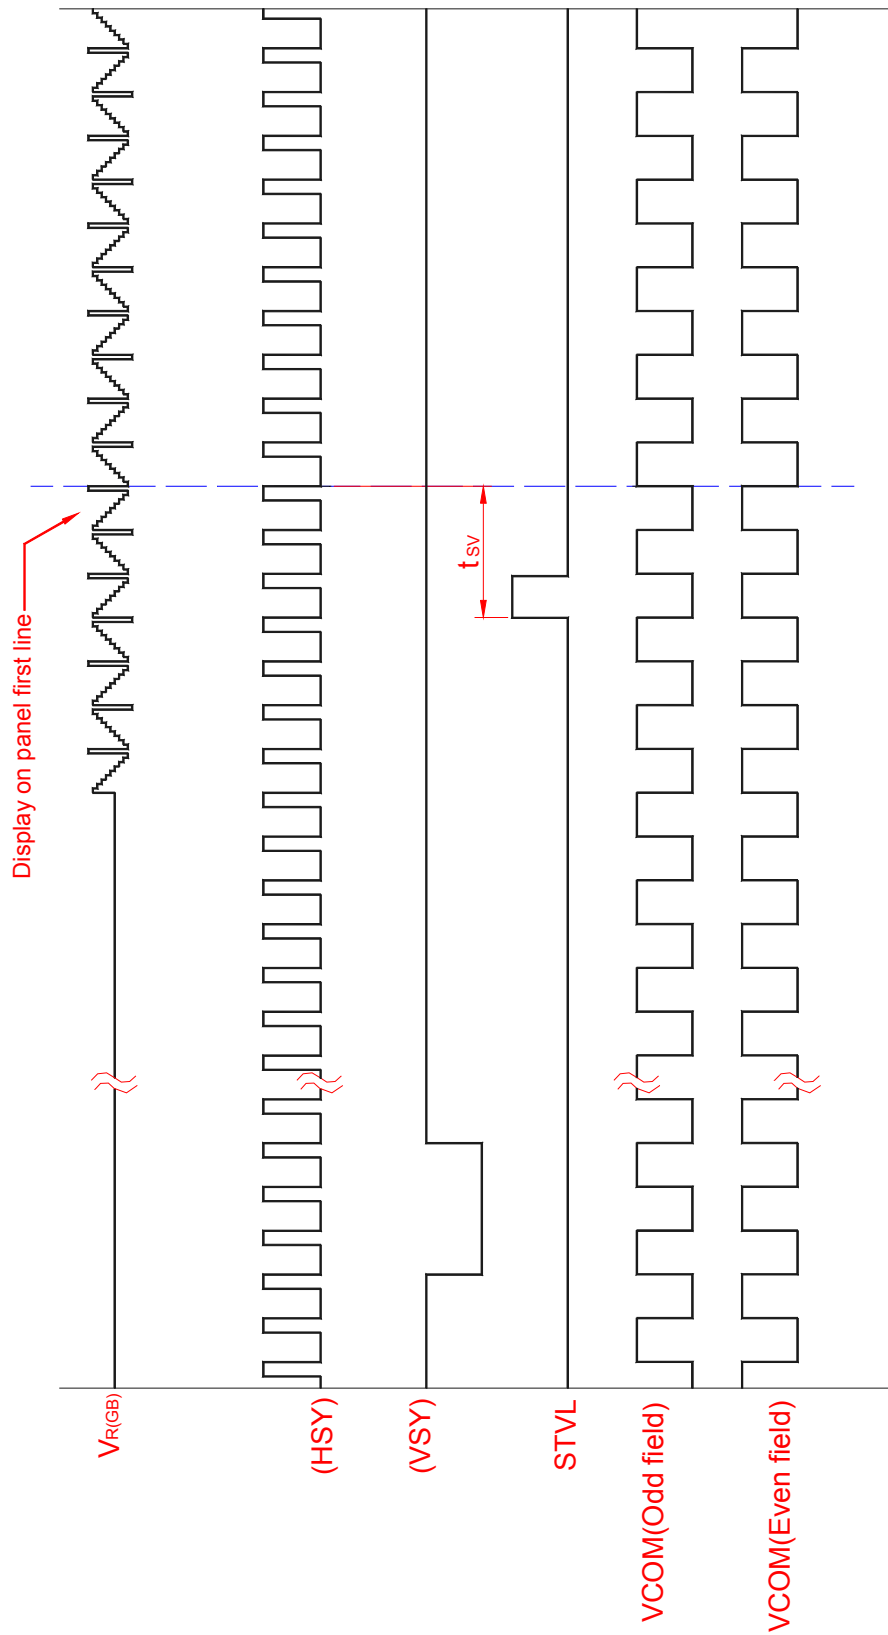 Display on panel first line
VR(GB)
(HSY)
(VSY)
tSV
STVL
VCOM(Odd field)
VCOM(Even field)